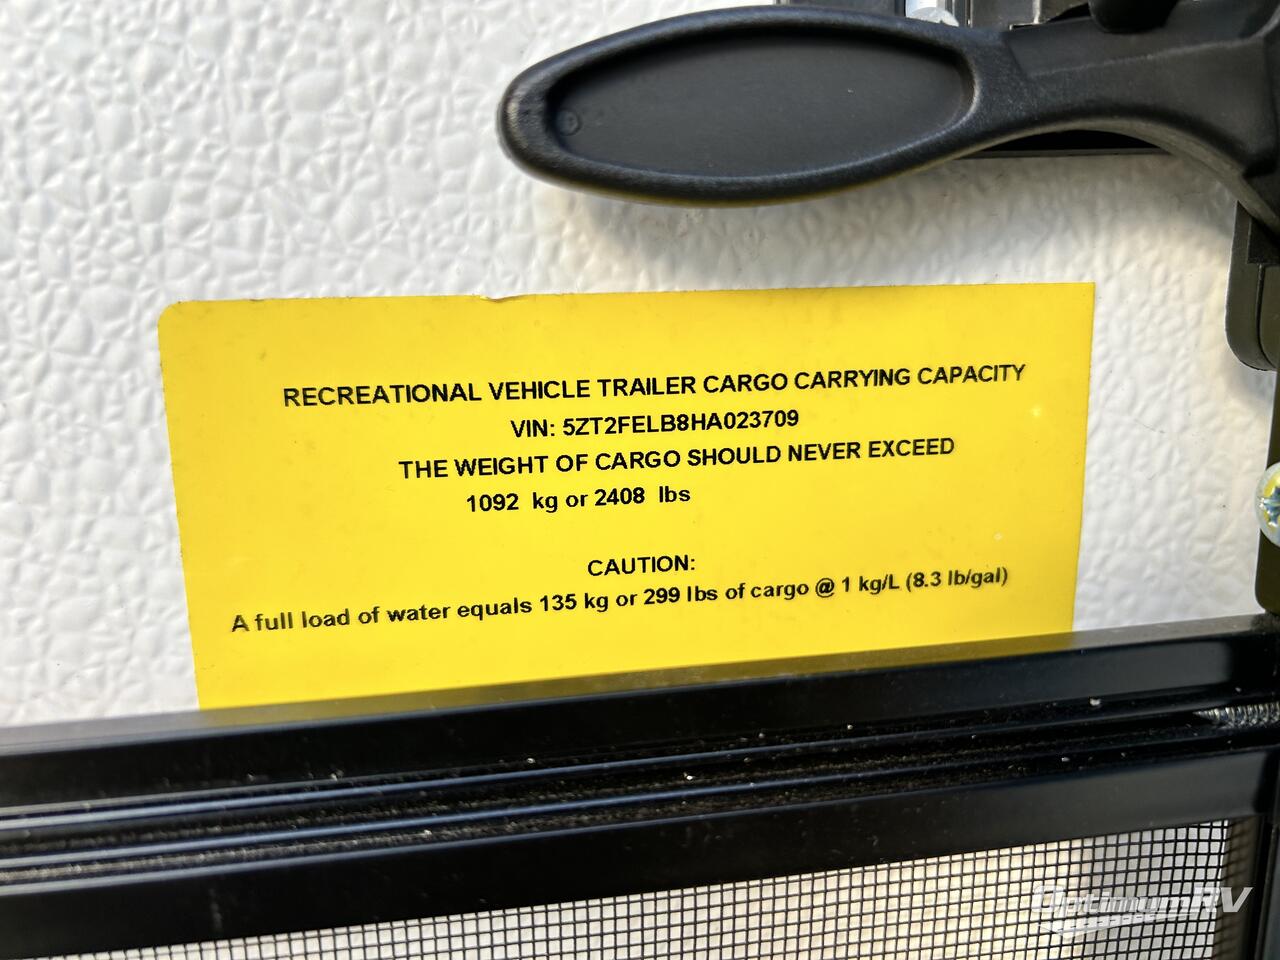 RECREATIONAL VEHICLE TRAILER CARGO CARRYING CAPACITY
VIN: 5ZT2FELB8HA023709
THE WEIGHT OF CARGO SHOULD NEVER EXCEED
1092 kg or 2408 lbs
CAUTION:
A full load of water equals 135 kg or 299 lbs of cargo @ 1 kg/L (8.3 lb/gal)
OptimumRV